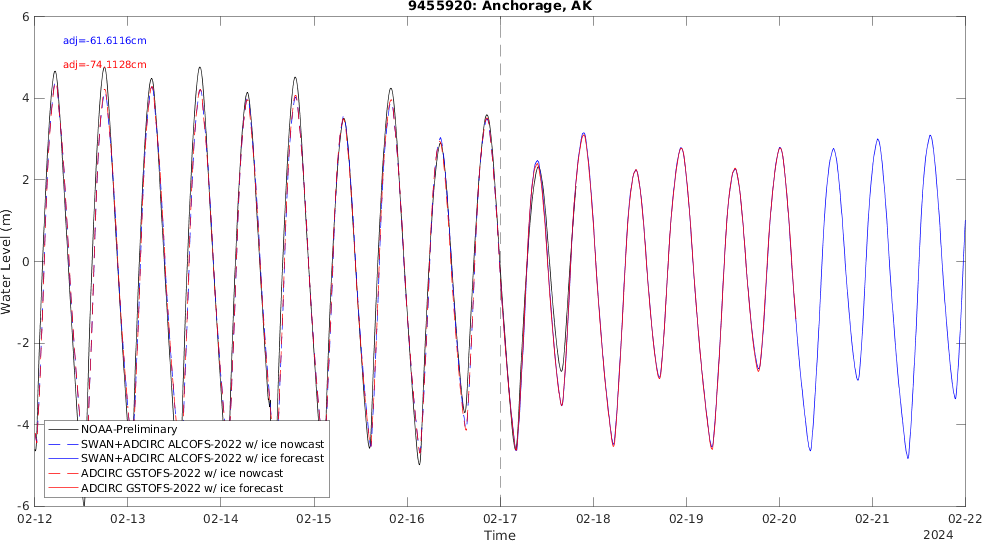 9455920: Anchorage, AK
adj=-61.6116cm
adj=-74.1128cm
6
4
2
0
-2
-4
-6
Water Level (m)
NOAA-Preliminary
SWAN+ADCIRC ALCOFS-2022 w/ ice nowcast
SWAN+ADCIRC ALCOFS-2022 w/ ice forecast
ADCIRC GSTOFS-2022 w/ ice nowcast
ADCIRC GSTOFS-2022 w/ ice forecast
02-12 02-13 02-14 02-15 02-16 02-17 02-18 02-19 02-20 02-21 02-22
Time
2024